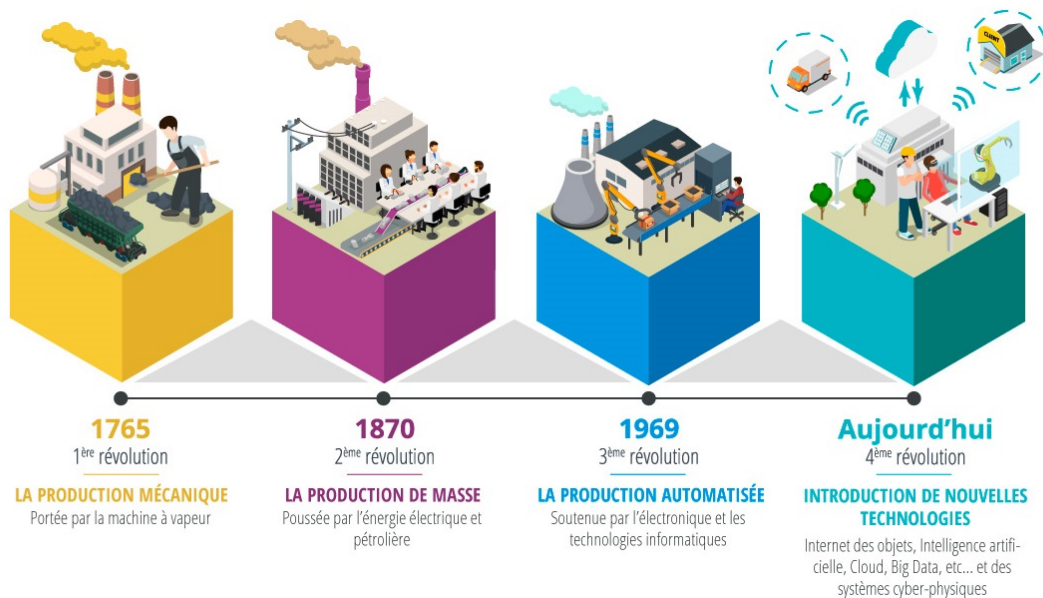 CLIENT
1765
1ère révolution
LA PRODUCTION MÉCANIQUE
Portée par la machine à vapeur
1870
2ème révolution
LA PRODUCTION DE MASSE
Poussée par l'énergie électrique et
pétrolière
1969
3ème révolution
LA PRODUCTION AUTOMATISÉE
Soutenue par l'électronique et les
technologies informatiques
Aujourd'hui
4ème révolution
INTRODUCTION DE NOUVELLES
TECHNOLOGIES
Internet des objets, Intelligence artifi-
cielle, Cloud, Big Data, etc... et des
systèmes cyber-physiques